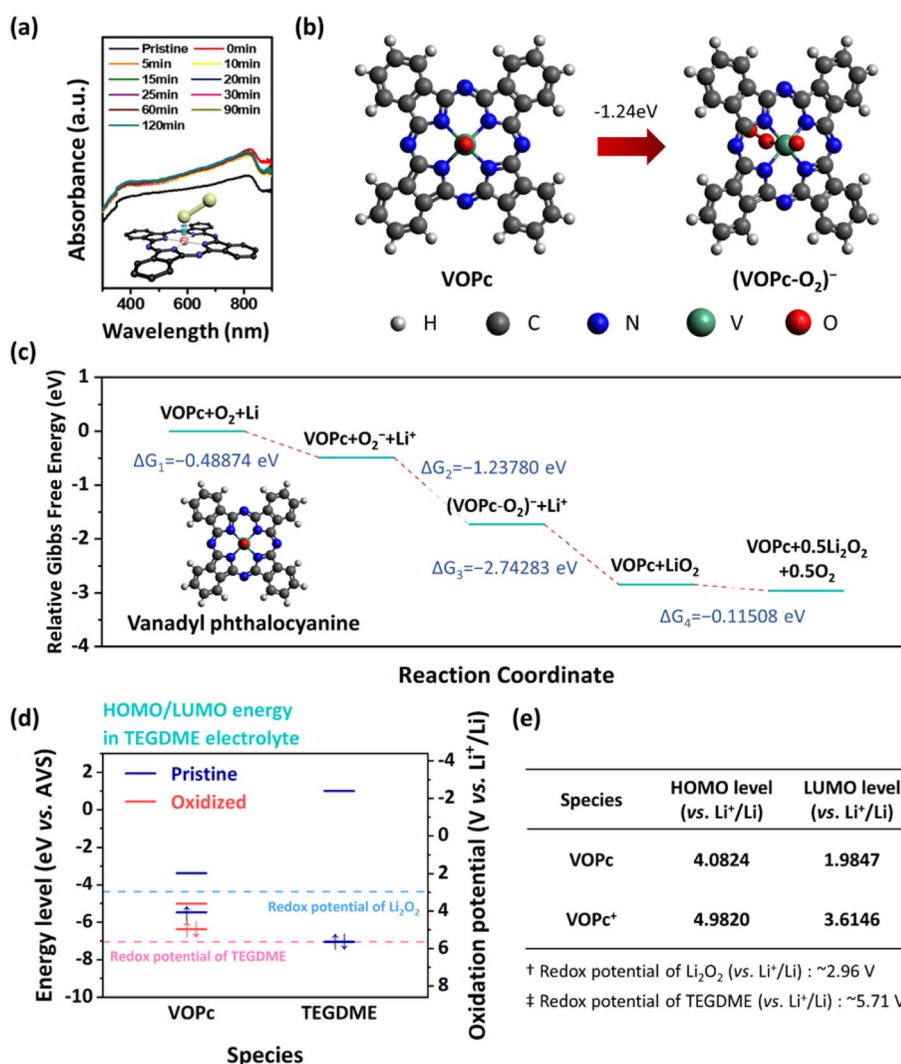 (a)
Pristine 0min
5min 10min
15min 20min
25min 30min
60min 90min
120min
Absorbance (a.u.)
400 600 800
Wavelength (nm)
(b)
-1.24eV
VOPc
(VOPc-O₂)⁻
H C N V O
(c)
Relative Gibbs Free Energy (eV)
1
0
-1
-2
-3
-4
VOPc+O₂+Li
ΔG₁=−0.48874 eV
VOPc+O₂⁻+Li⁺
ΔG₂=−1.23780 eV
(VOPc-O₂)⁻+Li⁺
ΔG₃=−2.74283 eV
VOPc+LiO₂
ΔG₄=−0.11508 eV
VOPc+0.5Li₂O₂
+0.5O₂
Vanadyl phthalocyanine
Reaction Coordinate
(d)
HOMO/LUMO energy
in TEGDME electrolyte
Energy level (eV vs. AVS)
2
0
-2
-4
-6
-8
-10
Pristine
Oxidized
Redox potential of Li₂O₂
Redox potential of TEGDME
-4
-2
0
2
4
6
8
Oxidation potential (V vs. Li⁺/Li)
VOPc TEGDME
Species
(e)
Species HOMO level LUMO level
(vs. Li⁺/Li) (vs. Li⁺/Li)
VOPc 4.0824 1.9847
VOPc⁺ 4.9820 3.6146
† Redox potential of Li₂O₂ (vs. Li⁺/Li) : ~2.96 V
‡ Redox potential of TEGDME (vs. Li⁺/Li) : ~5.71 V